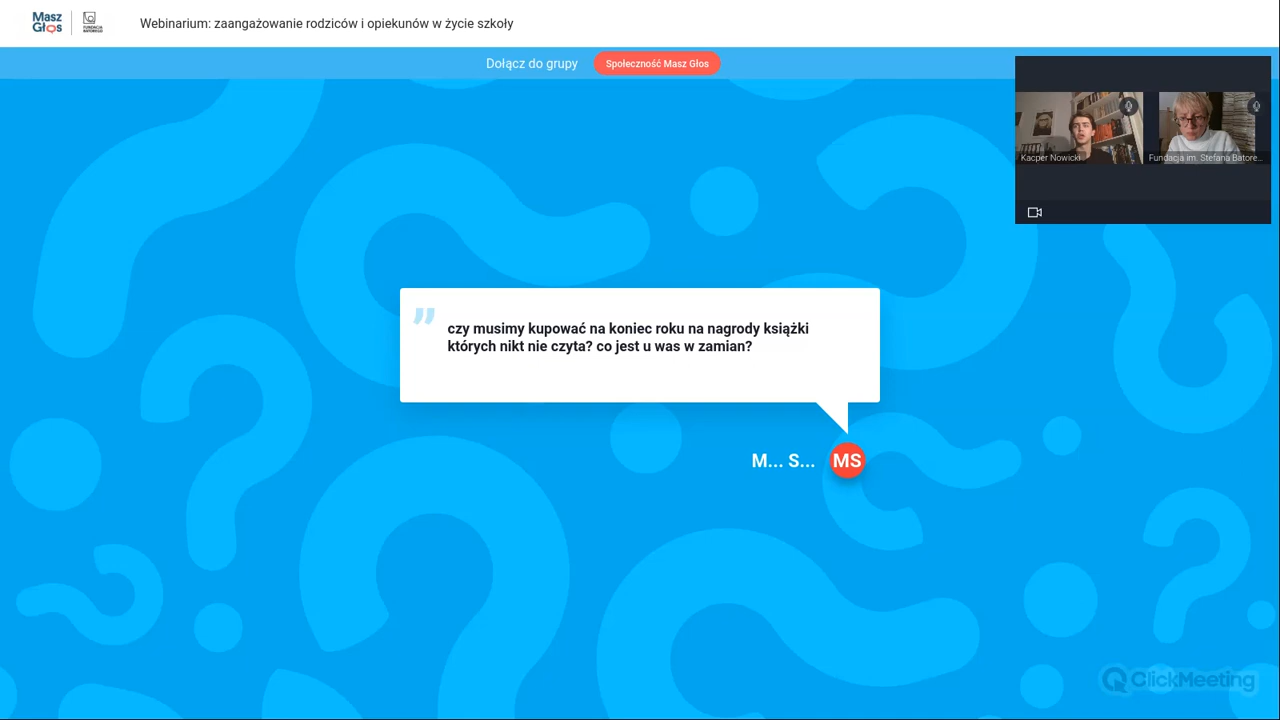 Masz
Głos
FUNDACJA
BATOREGO
Webinarium: zaangażowanie rodziców i opiekunów w życie szkoły
Dołącz do grupy
Społeczność Masz Głos
Kacper Nowicki
Fundacja im. Stefana Batore...
czy musimy kupować na koniec roku na nagrody książki
których nikt nie czyta? co jest u was w zamian?
M... S...
MS
ClickMeeting